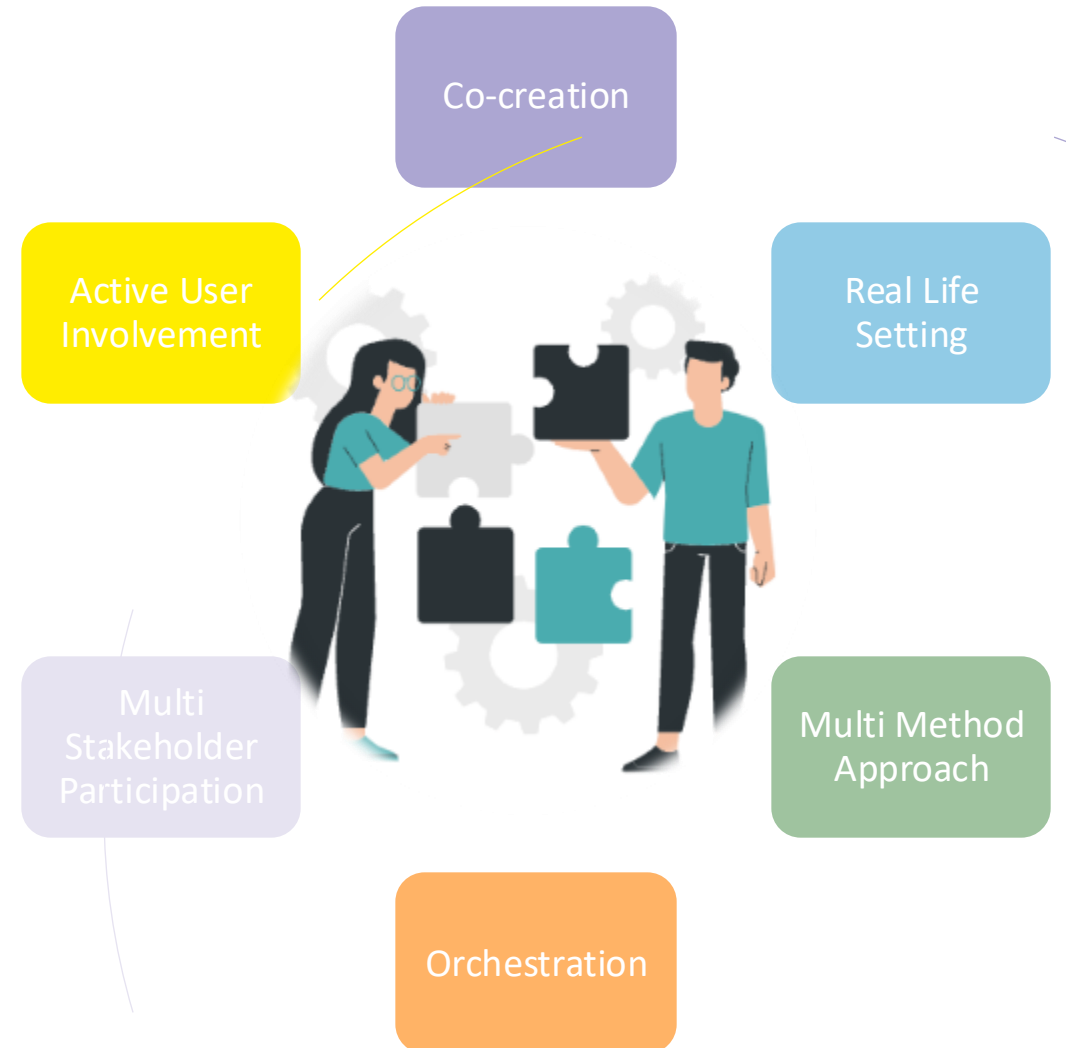 Co-creation
Active User
Involvement
Real Life
Setting
Multi
Stakeholder
Participation
Multi Method
Approach
Orchestration